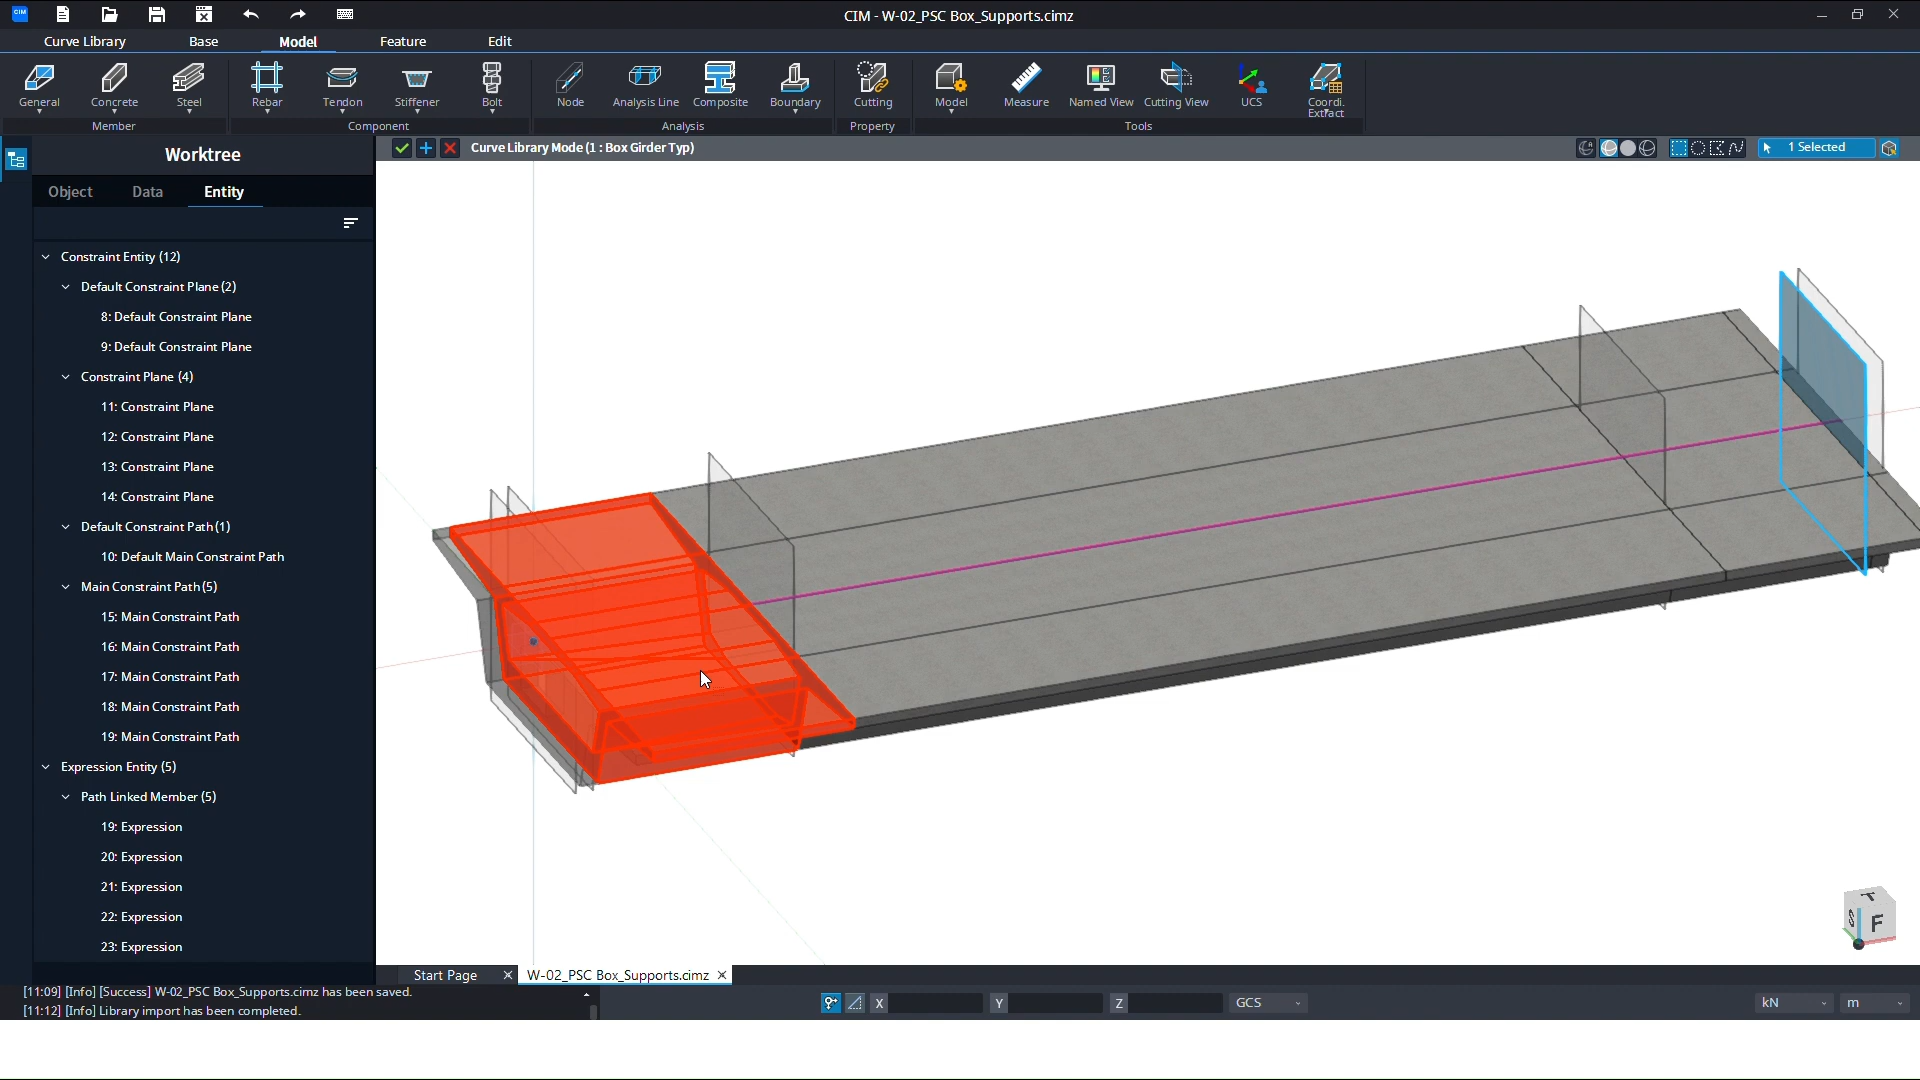 CIM
CIM - W-02_PSC Box_Supports.cimz
Curve Library Base Model Feature Edit
General Concrete Steel Rebar Tendon Stiffener Bolt Node Analysis Line Composite Boundary Cutting Model Measure Named View Cutting View UCS Coordi. Extract
Member Component Analysis Property Tools
Worktree
Curve Library Mode (1 : Box Girder Typ)
1 Selected
Object Data Entity
Constraint Entity (12)
Default Constraint Plane (2)
8: Default Constraint Plane
9: Default Constraint Plane
Constraint Plane (4)
11: Constraint Plane
12: Constraint Plane
13: Constraint Plane
14: Constraint Plane
Default Constraint Path (1)
10: Default Main Constraint Path
Main Constraint Path (5)
15: Main Constraint Path
16: Main Constraint Path
17: Main Constraint Path
18: Main Constraint Path
19: Main Constraint Path
Expression Entity (5)
Path Linked Member (5)
19: Expression
20: Expression
21: Expression
22: Expression
23: Expression
F
Start Page W-02_PSC Box_Supports.cimz
[11:09] [Info] [Success] W-02_PSC Box_Supports.cimz has been saved.
[11:12] [Info] Library import has been completed.
X Y Z GCS kN m